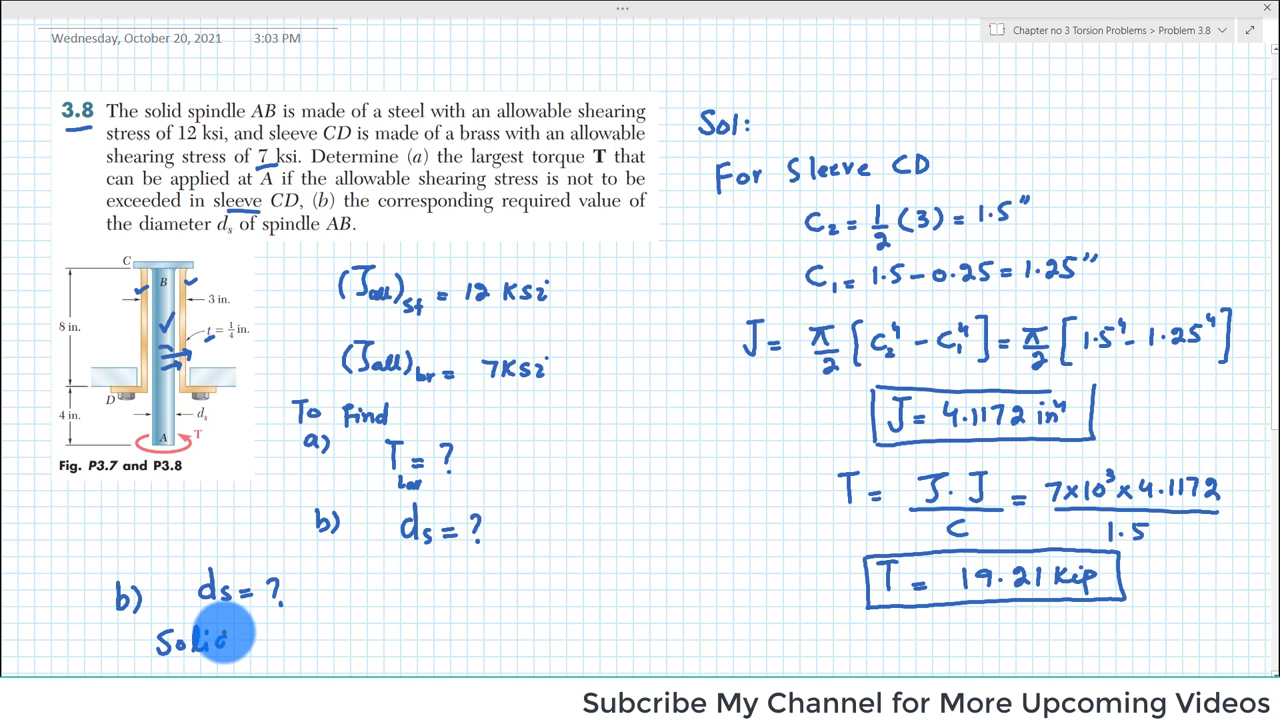 ...
Wednesday, October 20, 2021 3:03 PM
Chapter no 3 Torsion Problems > Problem 3.8
3.8 The solid spindle AB is made of a steel with an allowable shearing
stress of 12 ksi, and sleeve CD is made of a brass with an allowable
shearing stress of 7 ksi. Determine (a) the largest torque T that
can be applied at A if the allowable shearing stress is not to be
exceeded in sleeve CD, (b) the corresponding required value of
the diameter ds of spindle AB.
C
B
3 in.
8 in.
t = 1/4 in.
D
4 in.
ds
A
T
Fig. P3.7 and P3.8
(τall)st = 12 Ksi
(τall)br = 7Ksi
To Find
a)
T = ?
b) ds = ?
b) ds = ?
Solid
Sol:
For Sleeve CD
C2 = 1/2 (3) = 1.5"
C1 = 1.5 - 0.25 = 1.25"
J = π/2 [C2⁴ - C1⁴] = π/2 [1.5⁴ - 1.25⁴]
J = 4.1172 in⁴
T = τ.J/C = 7×10³×4.1172/1.5
T = 19.21 Kip
Subcribe My Channel for More Upcoming Videos